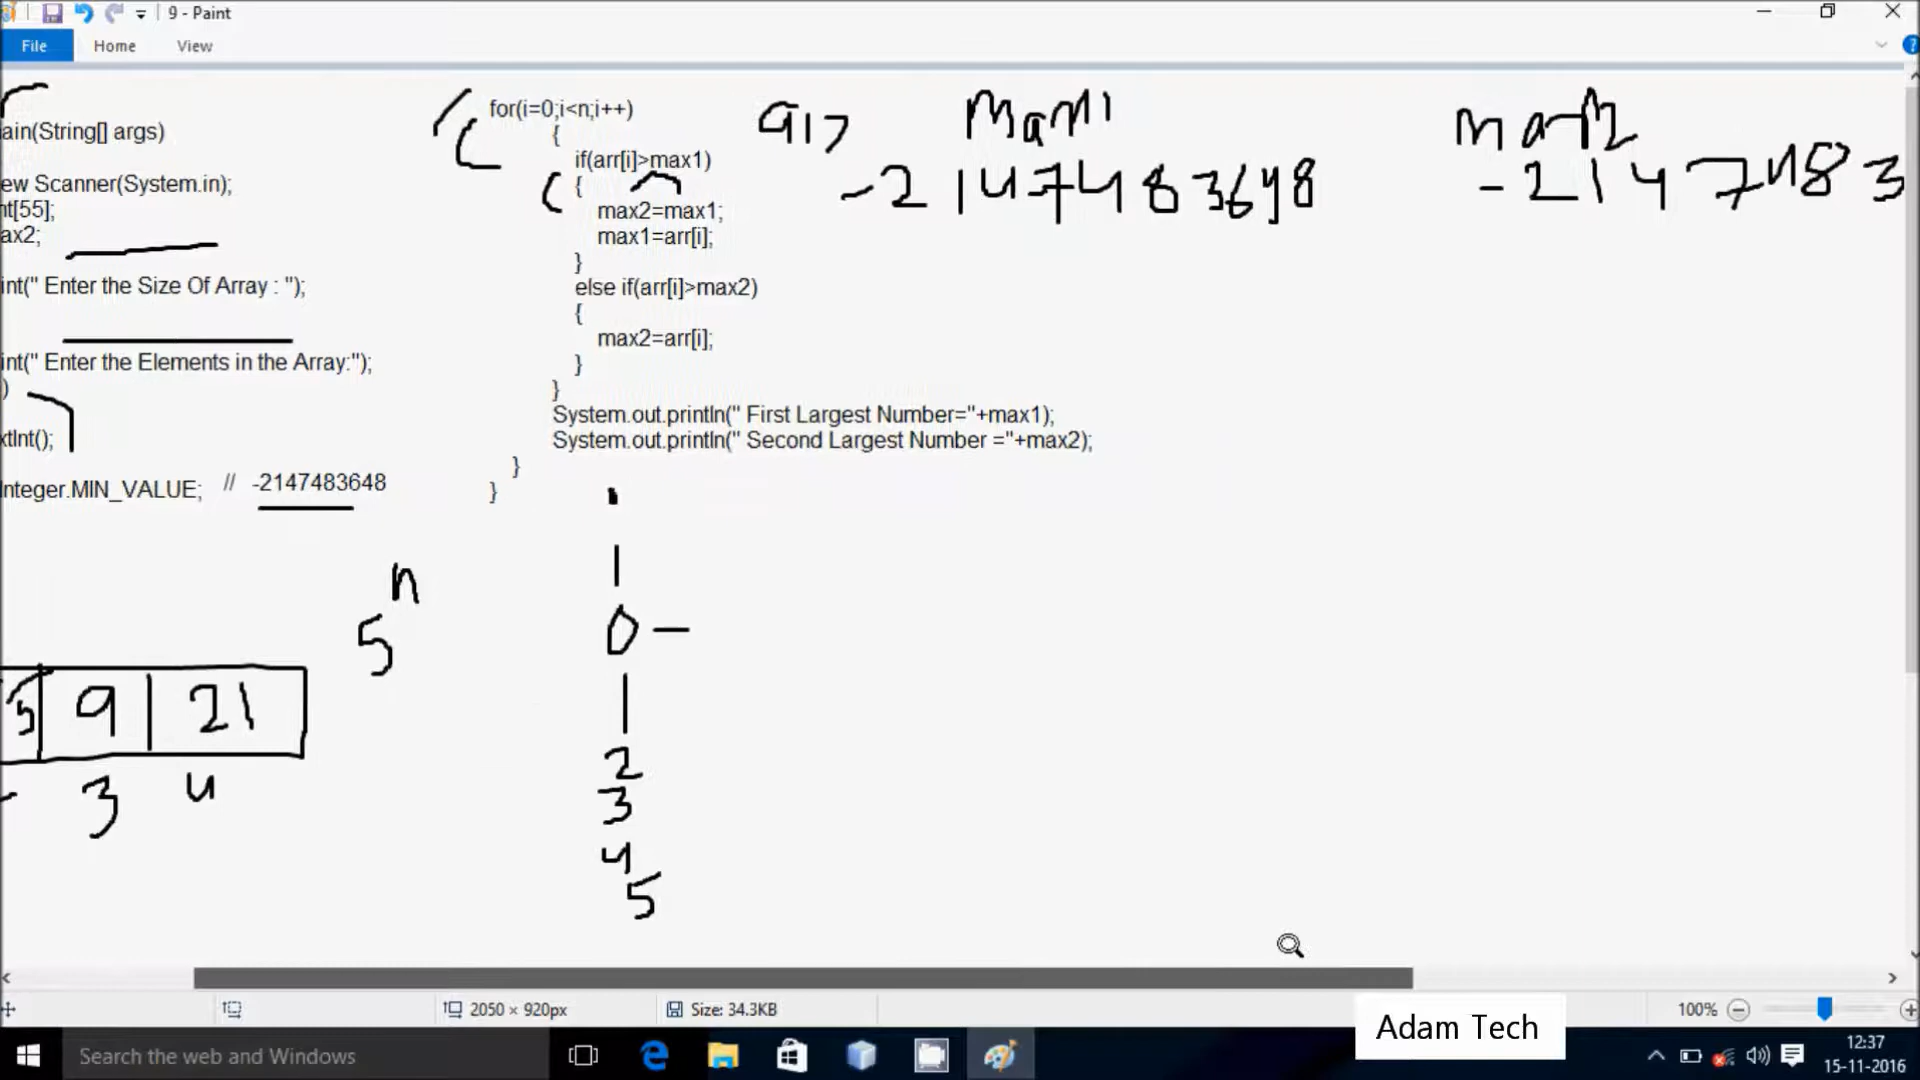 9 - Paint
File Home View
ain(String[] args)
ew Scanner(System.in);
nt[55];
ax2;
int(" Enter the Size Of Array : ");
int(" Enter the Elements in the Array:");
)
xtInt();
Integer.MIN_VALUE; // -2147483648
for(i=0;i<n;i++)
{
if(arr[i]>max1)
{
max2=max1;
max1=arr[i];
}
else if(arr[i]>max2)
{
max2=arr[i];
}
}
System.out.println(" First Largest Number="+max1);
System.out.println(" Second Largest Number ="+max2);
}
}
Max1
-2147483648
Max2
-2147483
n
5
5 9 21
3 4
i
0 -
1
2
3
4
5
2050 × 920px Size: 34.3KB 100%
Adam Tech
Search the web and Windows
12:37
15-11-2016